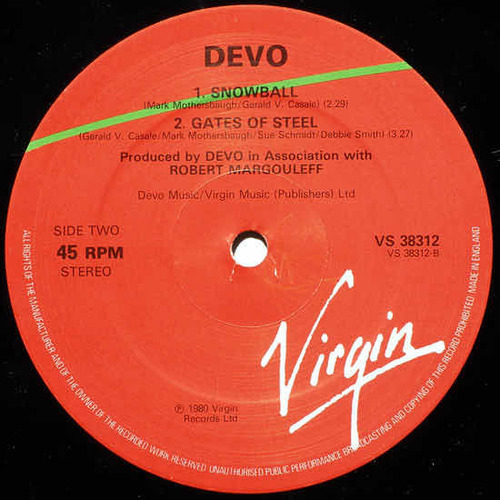 DEVO
1. SNOWBALL
(Mark Mothersbaugh/Gerald V. Casale) (2.29)
2. GATES OF STEEL
(Gerald V. Casale/Mark Mothersbaugh/Sue Schmidt/Debbie Smith) (3.27)
Produced by DEVO in Association with
ROBERT MARGOULEFF
Devo Music/Virgin Music (Publishers) Ltd
SIDE TWO
45 RPM
STEREO
VS 38312
VS 38312-B
Virgin
℗ 1980 Virgin
Records Ltd
ALL RIGHTS OF THE MANUFACTURER AND OF THE OWNER OF THE RECORDED WORK RESERVED. UNAUTHORISED PUBLIC PERFORMANCE BROADCASTING AND COPYING OF THIS RECORD PROHIBITED. MADE IN ENGLAND